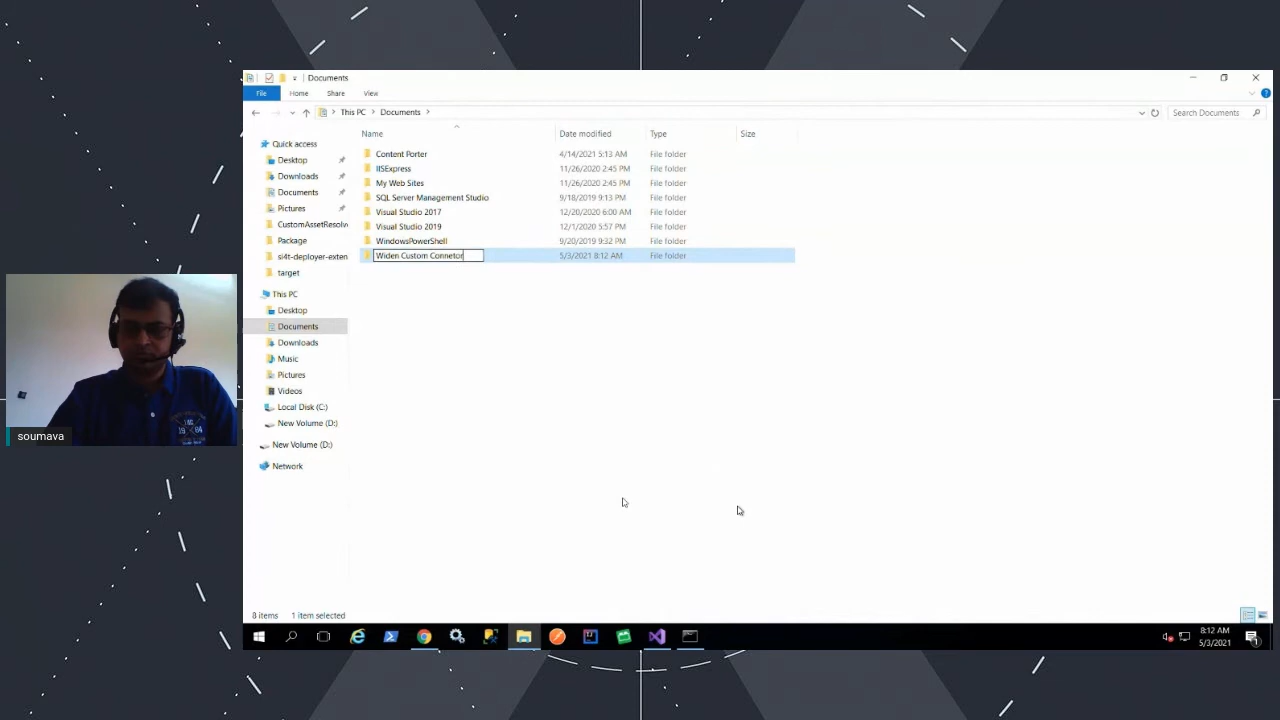 Documents
File Home Share View
This PC Documents Search Documents
Name Date modified Type Size
Quick access
Desktop
Downloads
Documents
Pictures
CustomAssetResolv
Package
si4t-deployer-exten
target
This PC
Desktop
Documents
Downloads
Music
Pictures
Videos
Local Disk (C:)
New Volume (D:)
New Volume (D:)
Network
Content Porter 4/14/2021 5:13 AM File folder
IISExpress 11/26/2020 2:45 PM File folder
My Web Sites 11/26/2020 2:45 PM File folder
SQL Server Management Studio 9/18/2019 9:13 PM File folder
Visual Studio 2017 12/20/2020 6:00 AM File folder
Visual Studio 2019 12/1/2020 5:57 PM File folder
WindowsPowerShell 9/20/2019 9:32 PM File folder
Widen Custom Connetor 5/3/2021 8:12 AM File folder
soumava
8 items 1 item selected
8:12 AM
5/3/2021